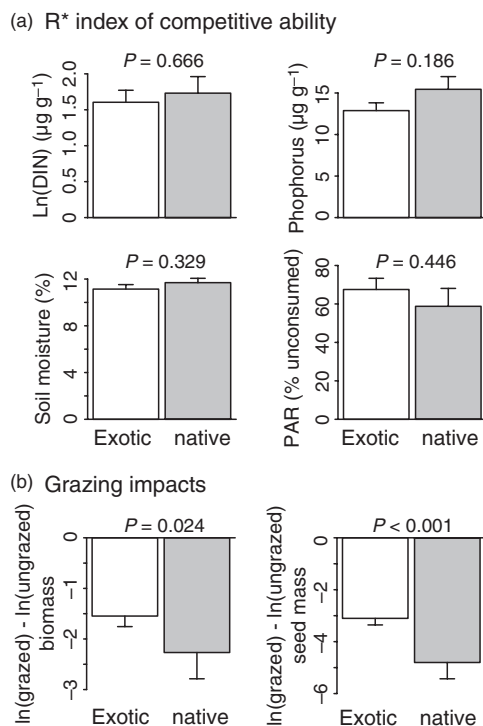 (a) R* index of competitive ability
P = 0.666
Ln(DIN) (μg g⁻¹)
2.0
1.5
1.0
0.5
0
P = 0.186
Phophorus (μg g⁻¹)
15
10
5
0
P = 0.329
Soil moisture (%)
12
8
4
0
Exotic native
P = 0.446
PAR (% unconsumed)
80
60
40
20
0
Exotic native
(b) Grazing impacts
P = 0.024
ln(grazed) - ln(ungrazed)
biomass
0
−1
−2
−3
Exotic native
P < 0.001
ln(grazed) - ln(ungrazed)
seed mass
0
−2
−4
−6
Exotic native